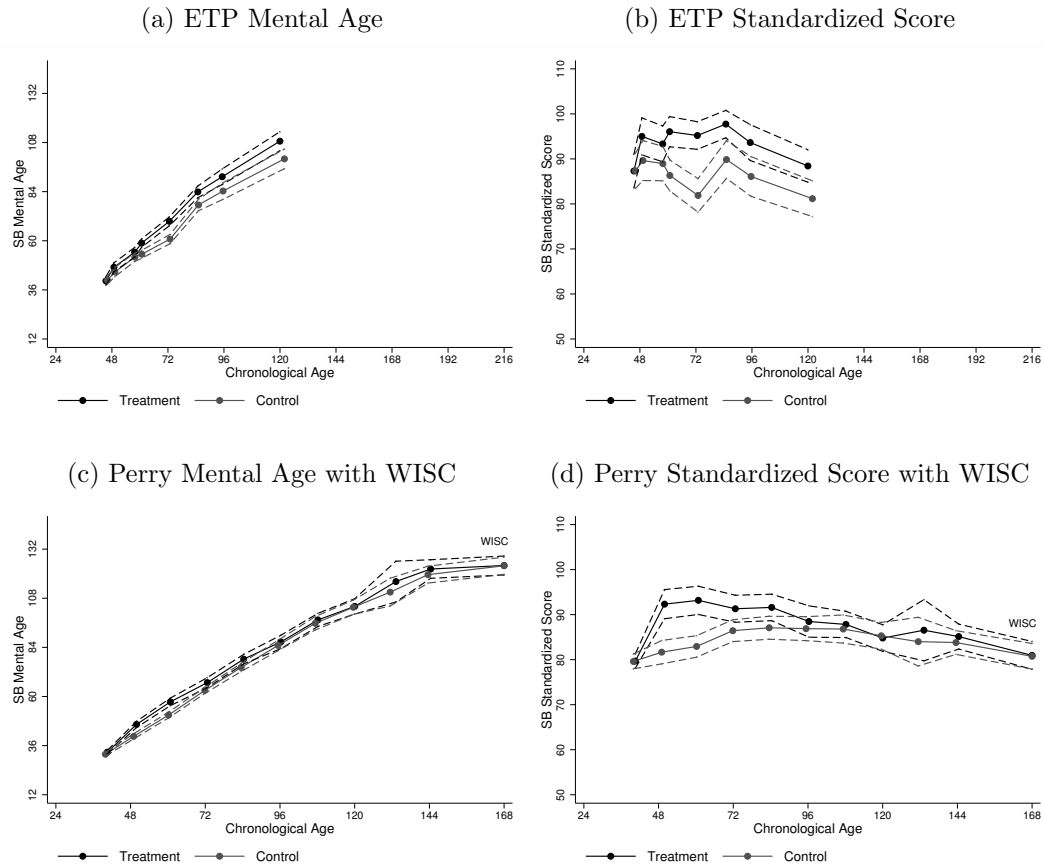 (a) ETP Mental Age
(b) ETP Standardized Score
SB Mental Age
132
108
84
60
36
12
24 48 72 96 120 144 168 192 216
Chronological Age
Treatment Control
SB Standardized Score
110
100
90
80
70
60
50
24 48 72 96 120 144 168 192 216
Chronological Age
Treatment Control
(c) Perry Mental Age with WISC
(d) Perry Standardized Score with WISC
SB Mental Age
132
108
84
60
36
12
WISC
24 48 72 96 120 144 168
Chronological Age
Treatment Control
SB Standardized Score
110
100
90
80
70
60
50
WISC
24 48 72 96 120 144 168
Chronological Age
Treatment Control